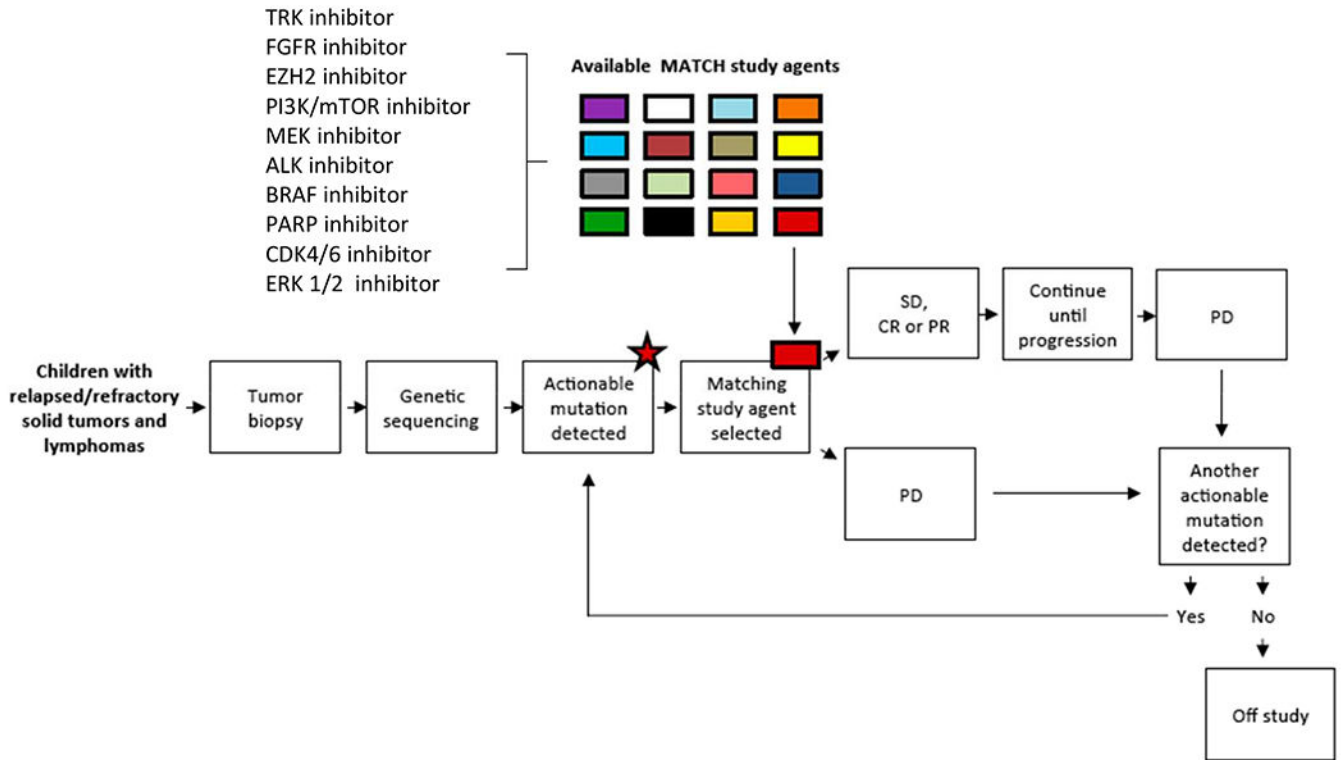 TRK inhibitor
FGFR inhibitor
EZH2 inhibitor
PI3K/mTOR inhibitor
MEK inhibitor
ALK inhibitor
BRAF inhibitor
PARP inhibitor
CDK4/6 inhibitor
ERK 1/2  inhibitor
Available  MATCH study agents
Children with
relapsed/refractory
solid tumors and
lymphomas
Tumor
biopsy
Genetic
sequencing
Actionable
mutation
detected
Matching
study agent
selected
SD,
CR or PR
Continue
until
progression
PD
PD
Another
actionable
mutation
detected?
Yes
No
Off study